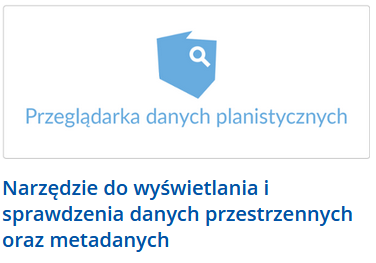 Przeglądarka danych planistycznych
Narzędzie do wyświetlania i
sprawdzenia danych przestrzennych
oraz metadanych